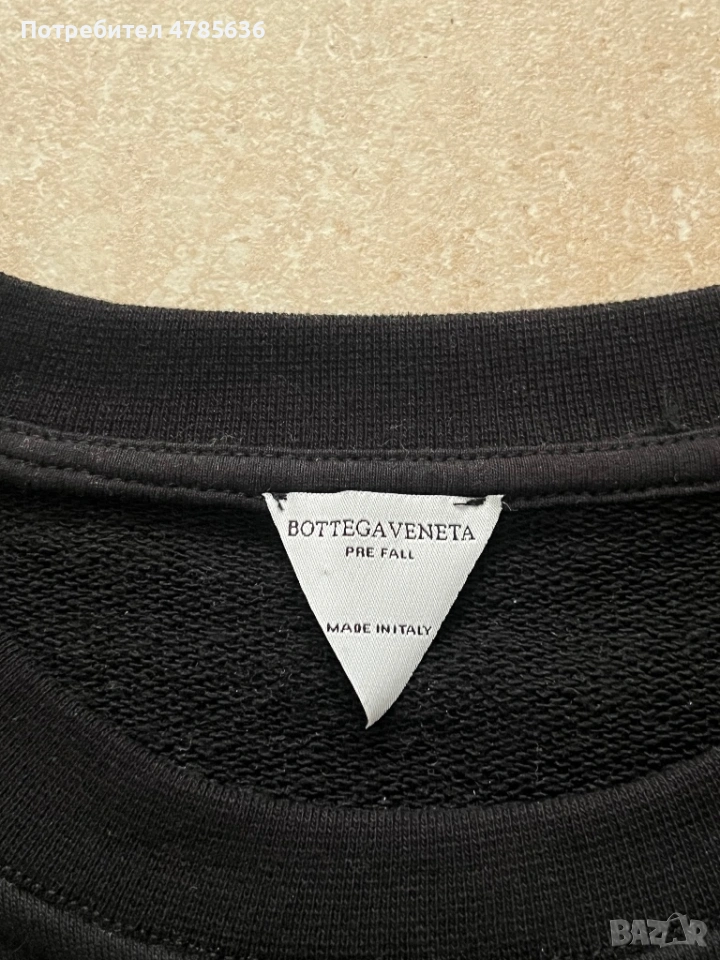 Потребител 4785636
BOTTEGAVENETA
PRE FALL
MADE IN ITALY
BAZAR